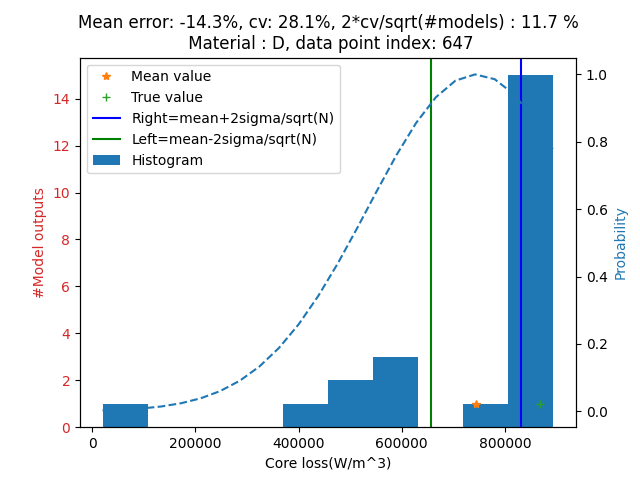 Mean error: -14.3%, cv: 28.1%, 2*cv/sqrt(#models) : 11.7 %
Material : D, data point index: 647
Mean value
True value
Right=mean+2sigma/sqrt(N)
Left=mean-2sigma/sqrt(N)
Histogram
#Model outputs
14
12
10
8
6
4
2
0
1.0
0.8
0.6
0.4
0.2
0.0
Probability
0
200000
400000
600000
800000
Core loss(W/m^3)